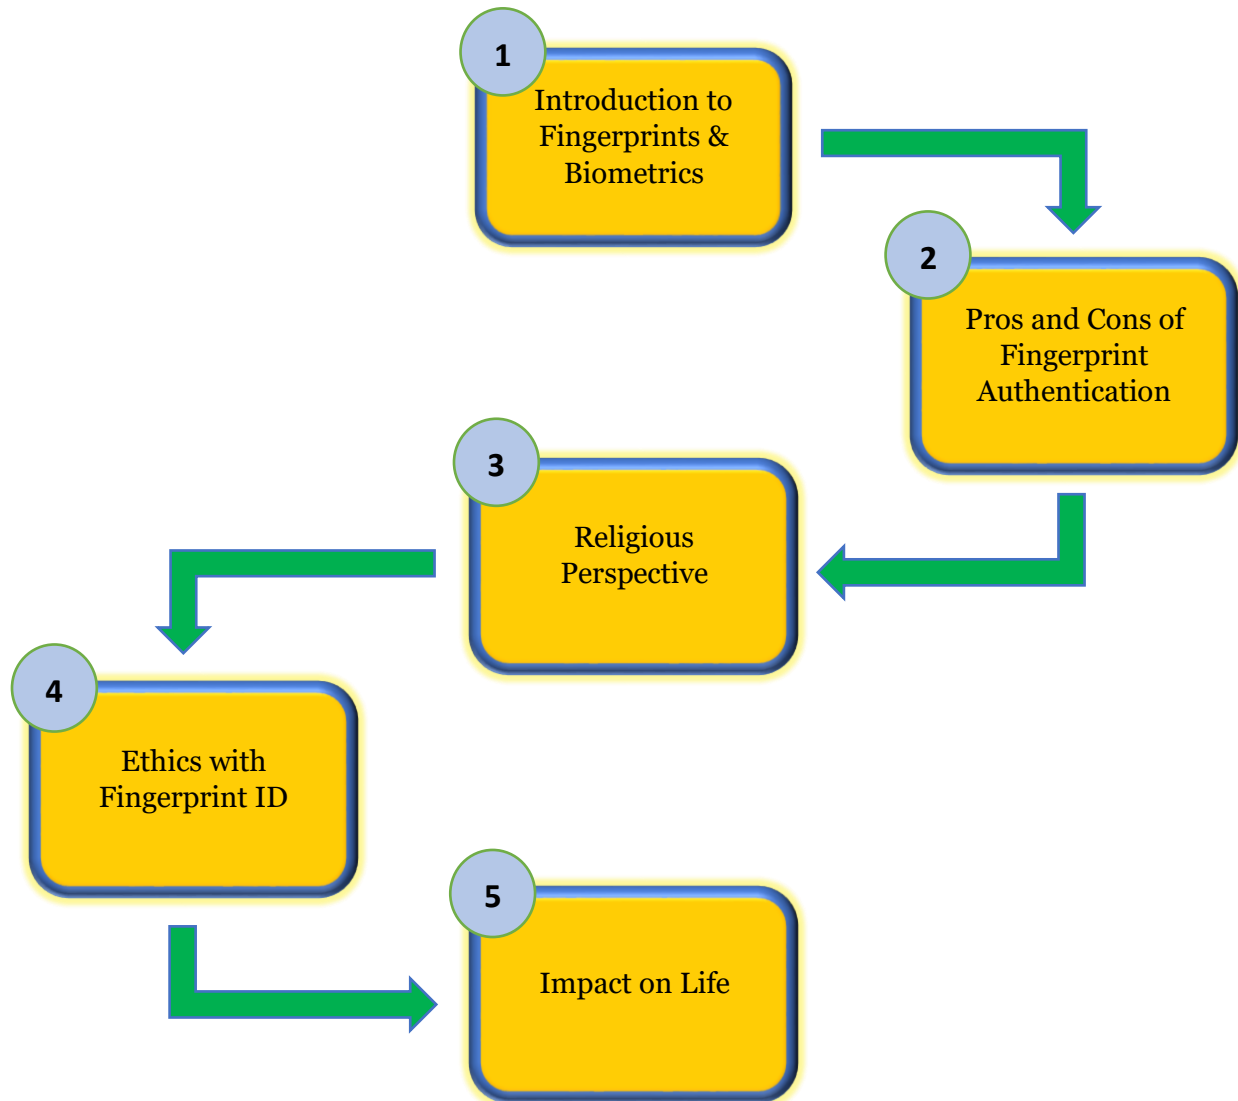 1
Introduction to
Fingerprints &
Biometrics
2
Pros and Cons of
Fingerprint
Authentication
3
Religious
Perspective
4
Ethics with
Fingerprint ID
5
Impact on Life